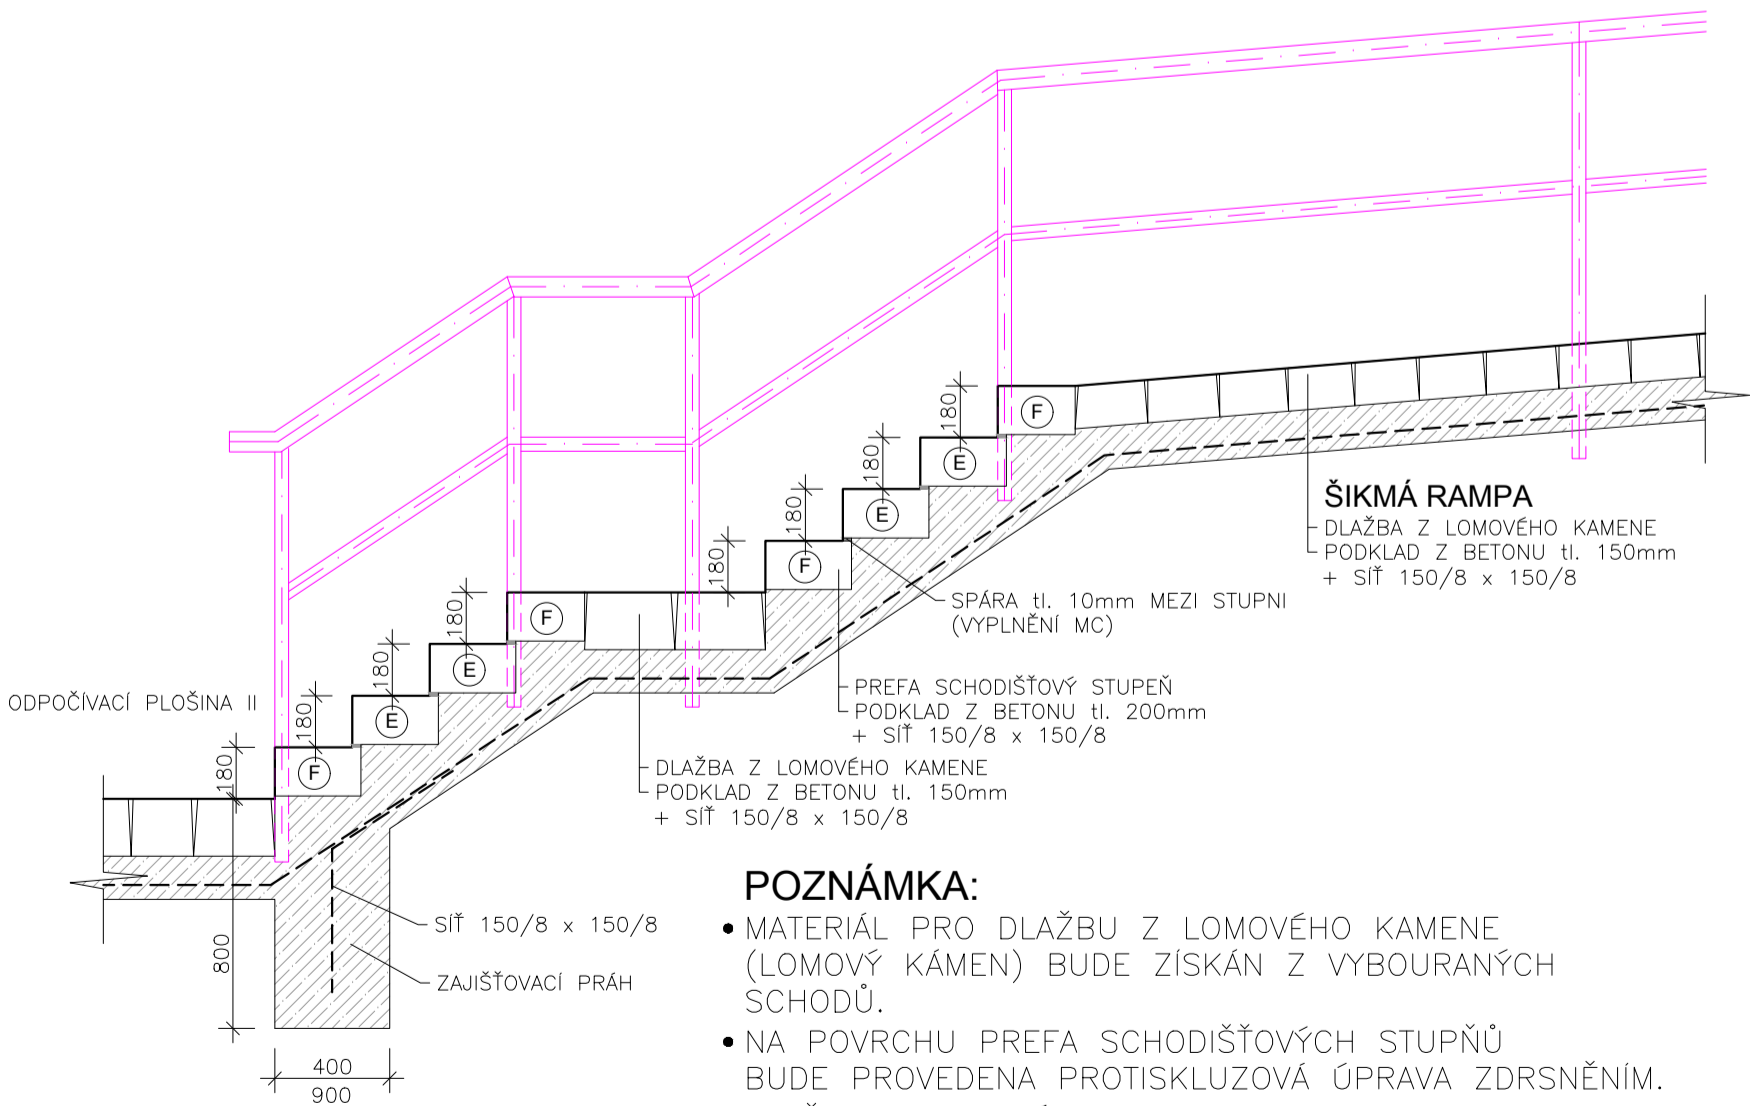 180
F
180
E
180
E
180
ŠIKMÁ RAMPA
DLAŽBA Z LOMOVÉHO KAMENE
PODKLAD Z BETONU tl. 150mm
+ SÍŤ 150/8 x 150/8
180
F
SPÁRA tl. 10mm MEZI STUPNI
(VYPLNĚNÍ MC)
180
F
180
E
PREFA SCHODIŠŤOVÝ STUPEŇ
PODKLAD Z BETONU tl. 200mm
+ SÍŤ 150/8 x 150/8
ODPOČÍVACÍ PLOŠINA II
180
E
180
F
DLAŽBA Z LOMOVÉHO KAMENE
PODKLAD Z BETONU tl. 150mm
+ SÍŤ 150/8 x 150/8
SÍŤ 150/8 x 150/8
ZAJIŠŤOVACÍ PRÁH
800
400
900
POZNÁMKA:
• MATERIÁL PRO DLAŽBU Z LOMOVÉHO KAMENE
(LOMOVÝ KÁMEN) BUDE ZÍSKÁN Z VYBOURANÝCH
SCHODŮ.
• NA POVRCHU PREFA SCHODIŠŤOVÝCH STUPŇŮ
BUDE PROVEDENA PROTISKLUZOVÁ ÚPRAVA ZDRSNĚNÍM.